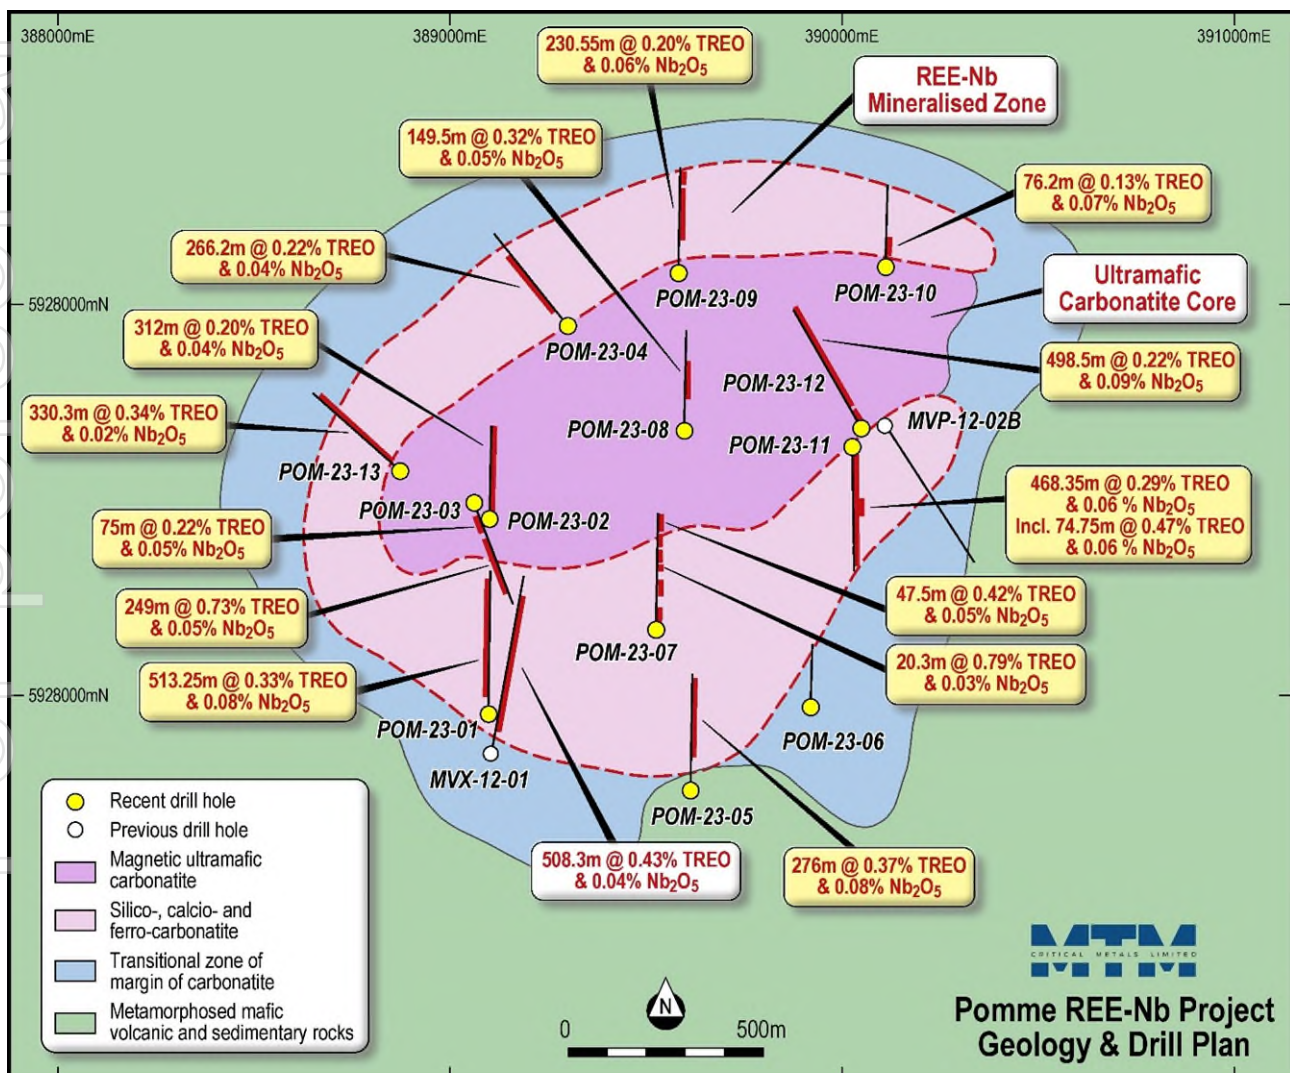 388000mE
389000mE
390000mE
391000mE
230.55m @ 0.20% TREO
& 0.06% Nb₂O₅
REE-Nb
Mineralised Zone
149.5m @ 0.32% TREO
& 0.05% Nb₂O₅
76.2m @ 0.13% TREO
& 0.07% Nb₂O₅
266.2m @ 0.22% TREO
& 0.04% Nb₂O₅
Ultramafic
Carbonatite Core
POM-23-09
POM-23-10
5928000mN
312m @ 0.20% TREO
& 0.04% Nb₂O₅
POM-23-04
498.5m @ 0.22% TREO
& 0.09% Nb₂O₅
POM-23-12
330.3m @ 0.34% TREO
& 0.02% Nb₂O₅
POM-23-08
POM-23-11
MVP-12-02B
POM-23-13
468.35m @ 0.29% TREO
& 0.06 % Nb₂O₅
Incl. 74.75m @ 0.47% TREO
& 0.06 % Nb₂O₅
POM-23-03
POM-23-02
75m @ 0.22% TREO
& 0.05% Nb₂O₅
249m @ 0.73% TREO
& 0.05% Nb₂O₅
47.5m @ 0.42% TREO
& 0.05% Nb₂O₅
POM-23-07
20.3m @ 0.79% TREO
& 0.03% Nb₂O₅
513.25m @ 0.33% TREO
& 0.08% Nb₂O₅
5928000mN
POM-23-01
POM-23-06
MVX-12-01
POM-23-05
508.3m @ 0.43% TREO
& 0.04% Nb₂O₅
276m @ 0.37% TREO
& 0.08% Nb₂O₅
Recent drill hole
Previous drill hole
Magnetic ultramafic
carbonatite
Silico-, calcio- and
ferro-carbonatite
Transitional zone of
margin of carbonatite
Metamorphosed mafic
volcanic and sedimentary rocks
N
0
500m
MTM
CRITICAL METALS LIMITED
Pomme REE-Nb Project
Geology & Drill Plan